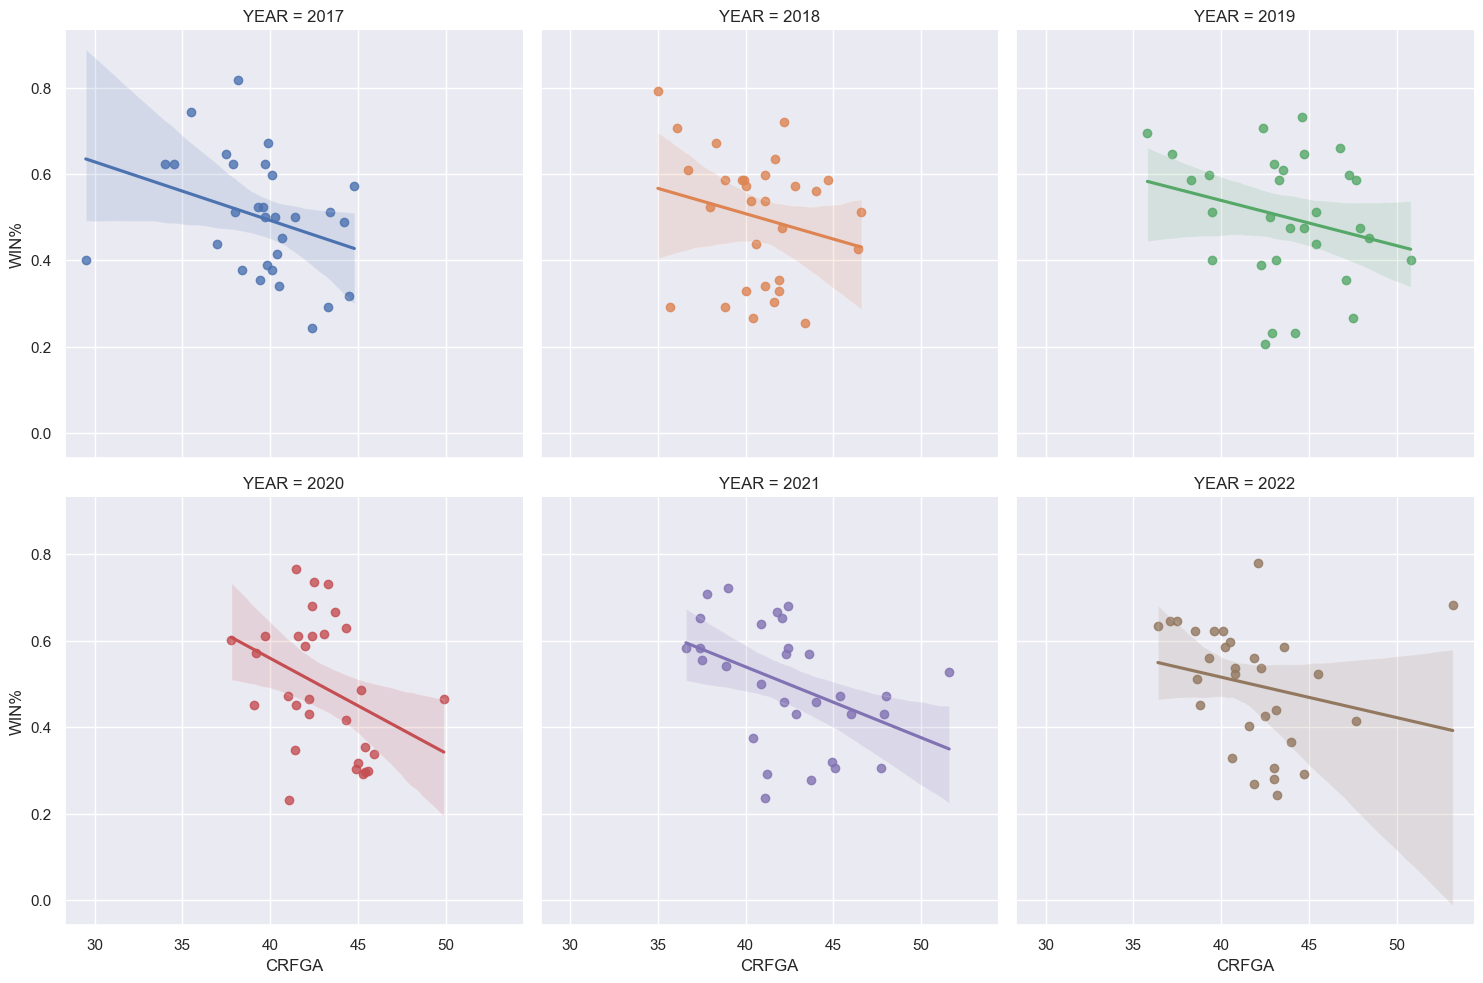 YEAR = 2017 YEAR = 2018 YEAR = 2019
0.8
0.6
0.4
0.2
0.0
WIN%
YEAR = 2020 YEAR = 2021 YEAR = 2022
0.8
0.6
0.4
0.2
0.0
WIN%
30 35 40 45 50 30 35 40 45 50 30 35 40 45 50
CRFGA CRFGA CRFGA